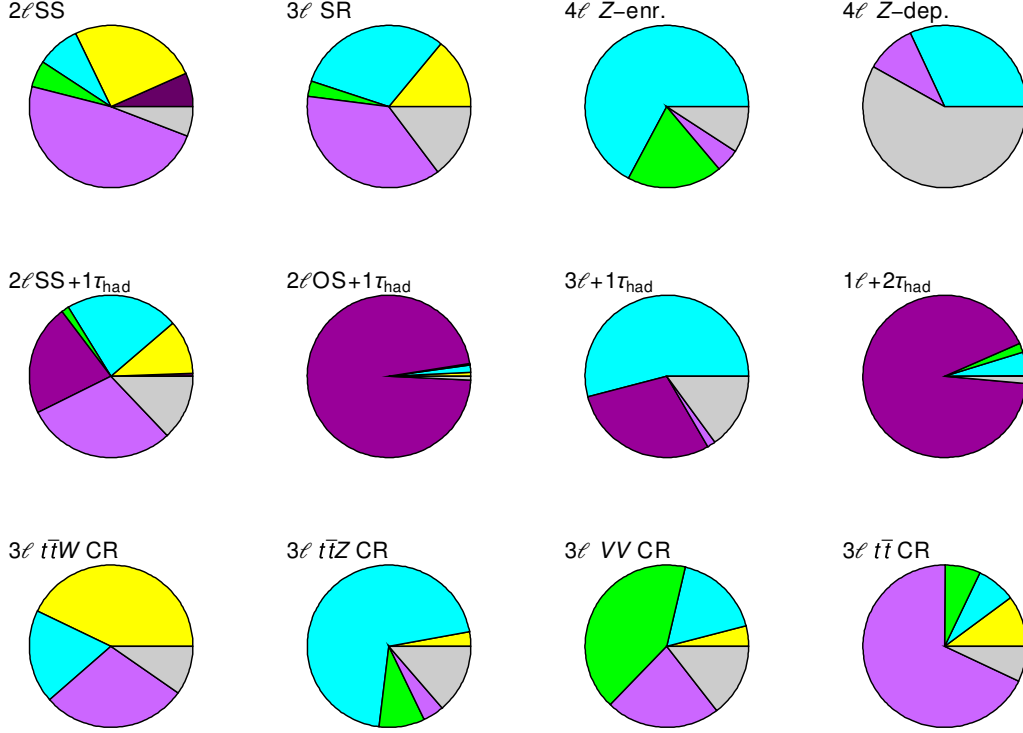 2ℓSS
3ℓ SR
4ℓ Z−enr.
4ℓ Z−dep.
2ℓSS+1τhad
2ℓOS+1τhad
3ℓ+1τhad
1ℓ+2τhad
3ℓ tt̅W CR
3ℓ tt̅Z CR
3ℓ VV CR
3ℓ tt̅ CR